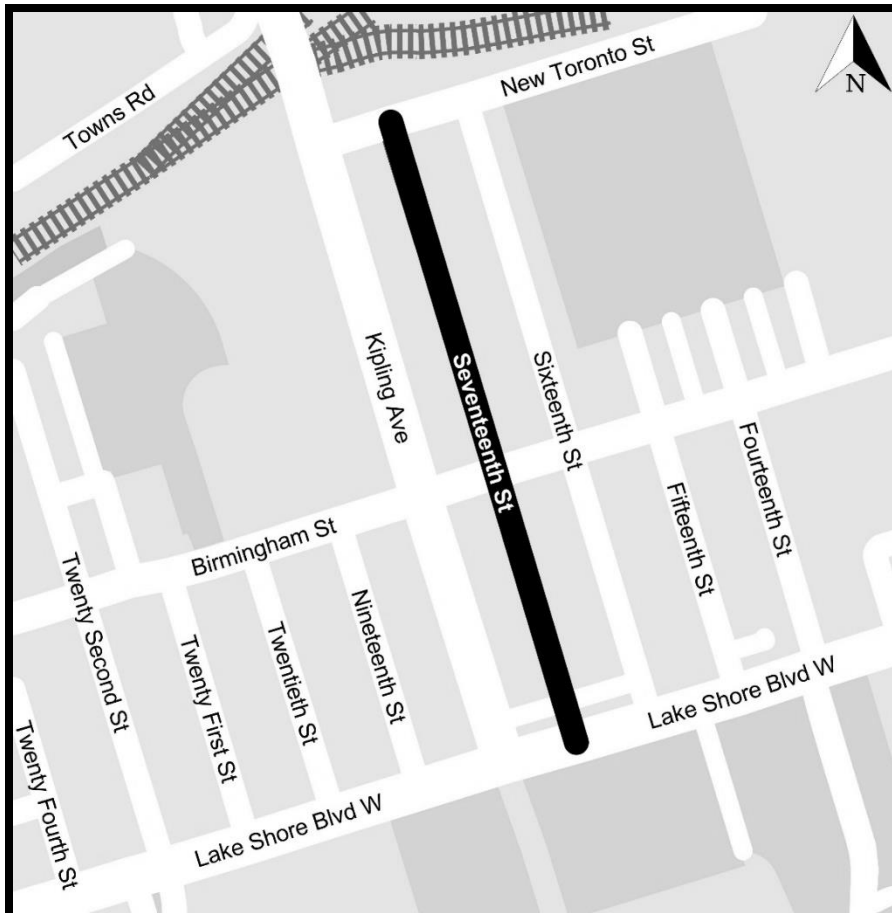 New Toronto St
N
Towns Rd
Kipling Ave
Seventeenth St
Sixteenth St
Fourteenth St
Fifteenth St
Birmingham St
Twenty Second St
Twenty First St
Twentieth St
Nineteenth St
Lake Shore Blvd W
Twenty Fourth St
Lake Shore Blvd W